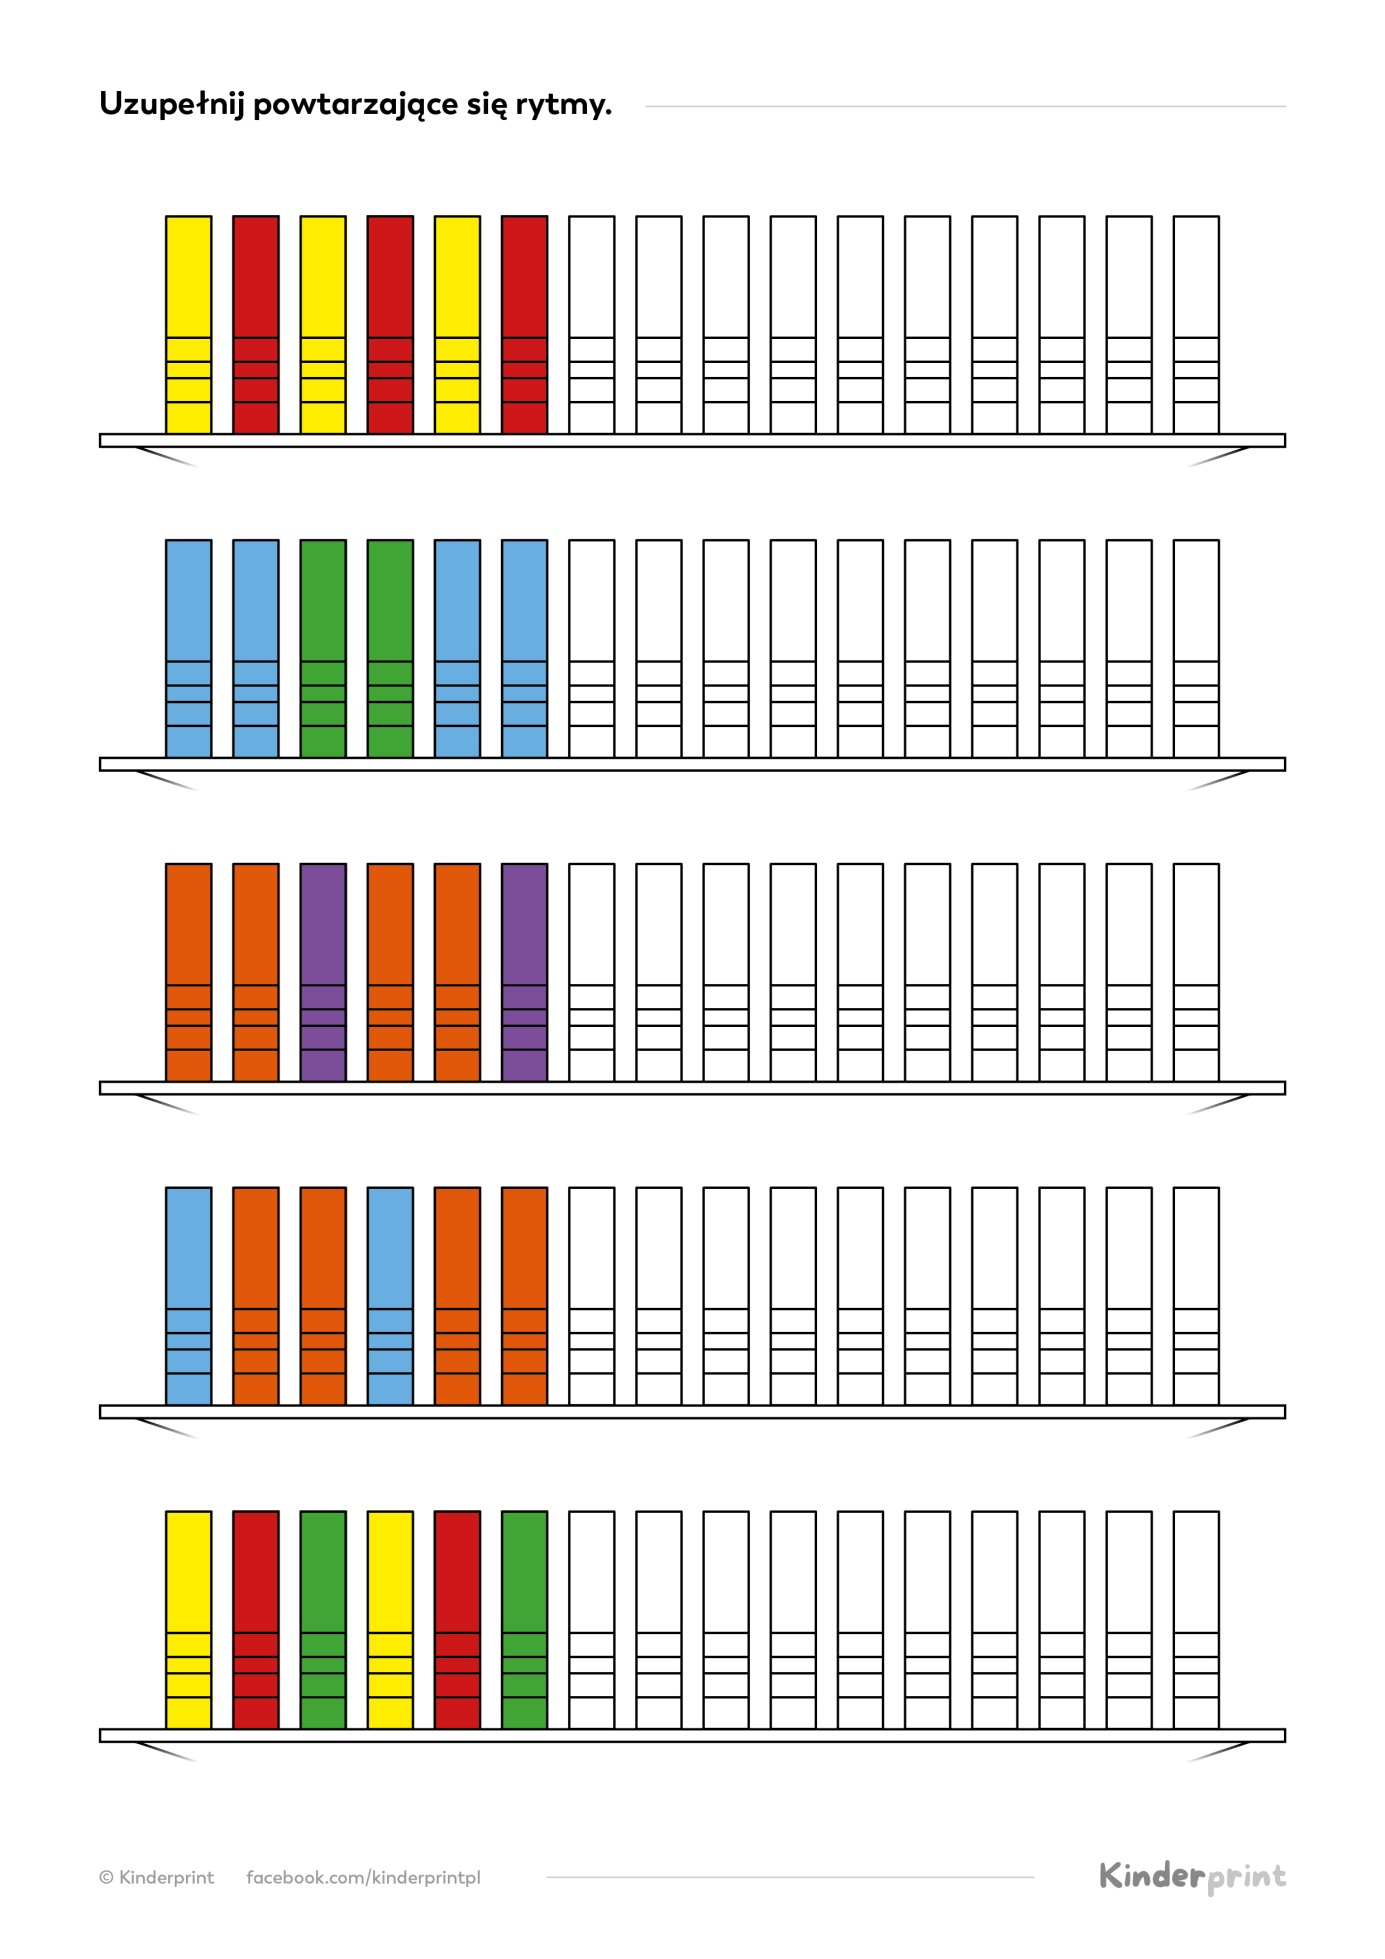 Uzupełnij powtarzające się rytmy.
© Kinderprint facebook.com/kinderprintpl
Kinderprint